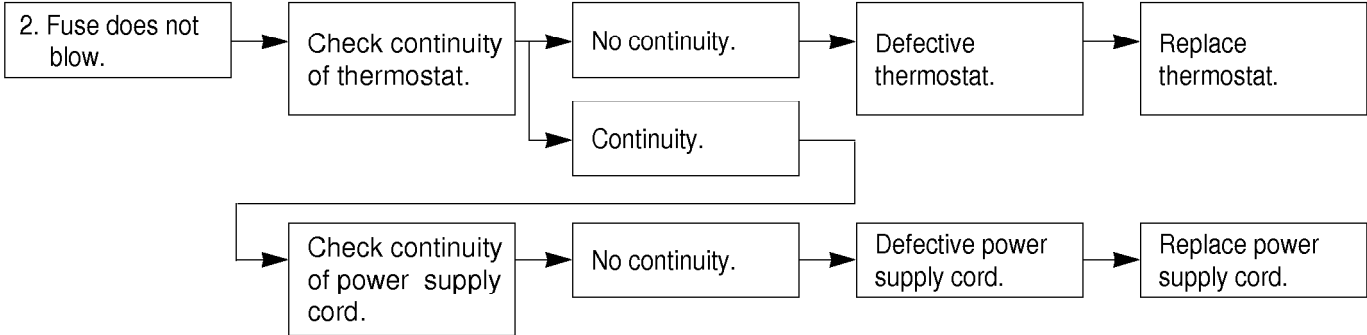 2. Fuse does not
blow.
Check continuity
of thermostat.
No continuity.
Defective
thermostat.
Replace
thermostat.
Continuity.
Check continuity
of power supply
cord.
No continuity.
Defective power
supply cord.
Replace power
supply cord.